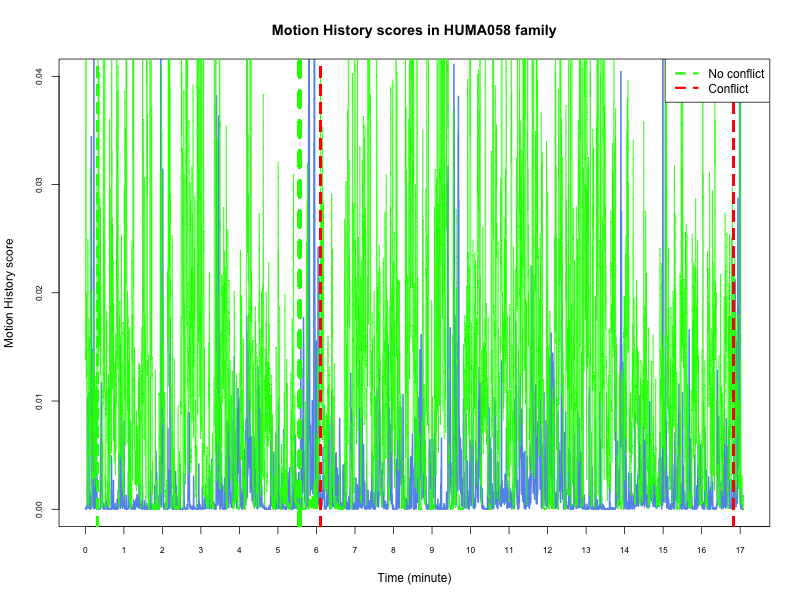 Motion History scores in HUMA058 family
No conflict
Conflict
0.04
0.03
0.02
0.01
0.00
Motion History score
0 1 2 3 4 5 6 7 8 9 10 11 12 13 14 15 16 17
Time (minute)